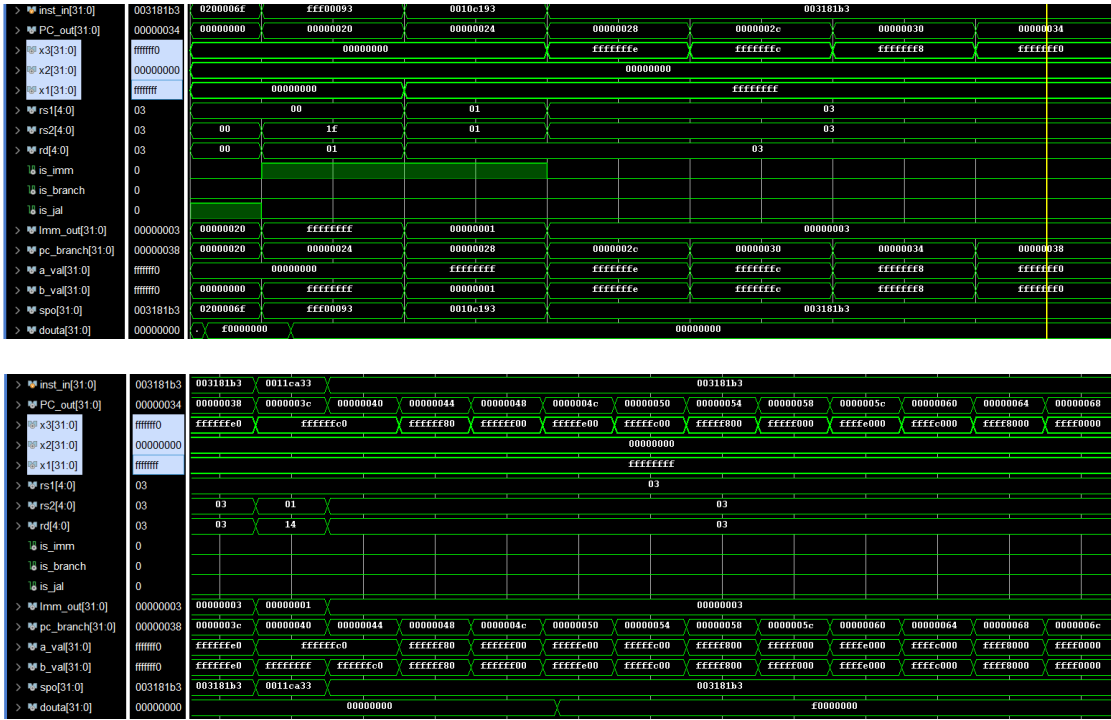 inst_in[31:0] 003181b3 0200006f fff00093 0010c193 003181b3
PC_out[31:0] 00000034 00000000 00000020 00000024 00000028 0000002c 00000030 00000034
x3[31:0] fffffff0 00000000 fffffffe fffffffc fffffff8 fffffff0
x2[31:0] 00000000 00000000
x1[31:0] ffffffff 00000000 ffffffff
rs1[4:0] 03 00 01 03
rs2[4:0] 03 00 1f 01 03
rd[4:0] 03 00 01 03
is_imm 0
is_branch 0
is_jal 0
Imm_out[31:0] 00000003 00000020 ffffffff 00000001 00000003
pc_branch[31:0] 00000038 00000020 00000024 00000028 0000002c 00000030 00000034 00000038
a_val[31:0] fffffff0 00000000 ffffffff fffffffe fffffffc fffffff8 fffffff0
b_val[31:0] fffffff0 00000000 ffffffff 00000001 fffffffe fffffffc fffffff8 fffffff0
spo[31:0] 003181b3 0200006f fff00093 0010c193 003181b3
douta[31:0] 00000000 . f0000000 00000000
inst_in[31:0] 003181b3 003181b3 0011ca33 003181b3
PC_out[31:0] 00000034 00000038 0000003c 00000040 00000044 00000048 0000004c 00000050 00000054 00000058 0000005c 00000060 00000064 00000068
x3[31:0] fffffff0 ffffffe0 ffffffc0 ffffff80 ffffff00 fffffe00 fffffc00 fffff800 fffff000 ffffe000 ffffc000 ffff8000 ffff0000
x2[31:0] 00000000 00000000
x1[31:0] ffffffff ffffffff
rs1[4:0] 03 03
rs2[4:0] 03 03 01 03
rd[4:0] 03 03 14 03
is_imm 0
is_branch 0
is_jal 0
Imm_out[31:0] 00000003 00000003 00000001 00000003
pc_branch[31:0] 00000038 0000003c 00000040 00000044 00000048 0000004c 00000050 00000054 00000058 0000005c 00000060 00000064 00000068 0000006c
a_val[31:0] fffffff0 ffffffe0 ffffffc0 ffffff80 ffffff00 fffffe00 fffffc00 fffff800 fffff000 ffffe000 ffffc000 ffff8000 ffff0000
b_val[31:0] fffffff0 ffffffe0 ffffffff ffffffc0 ffffff80 ffffff00 fffffe00 fffffc00 fffff800 fffff000 ffffe000 ffffc000 ffff8000 ffff0000
spo[31:0] 003181b3 003181b3 0011ca33 003181b3
douta[31:0] 00000000 00000000 f0000000